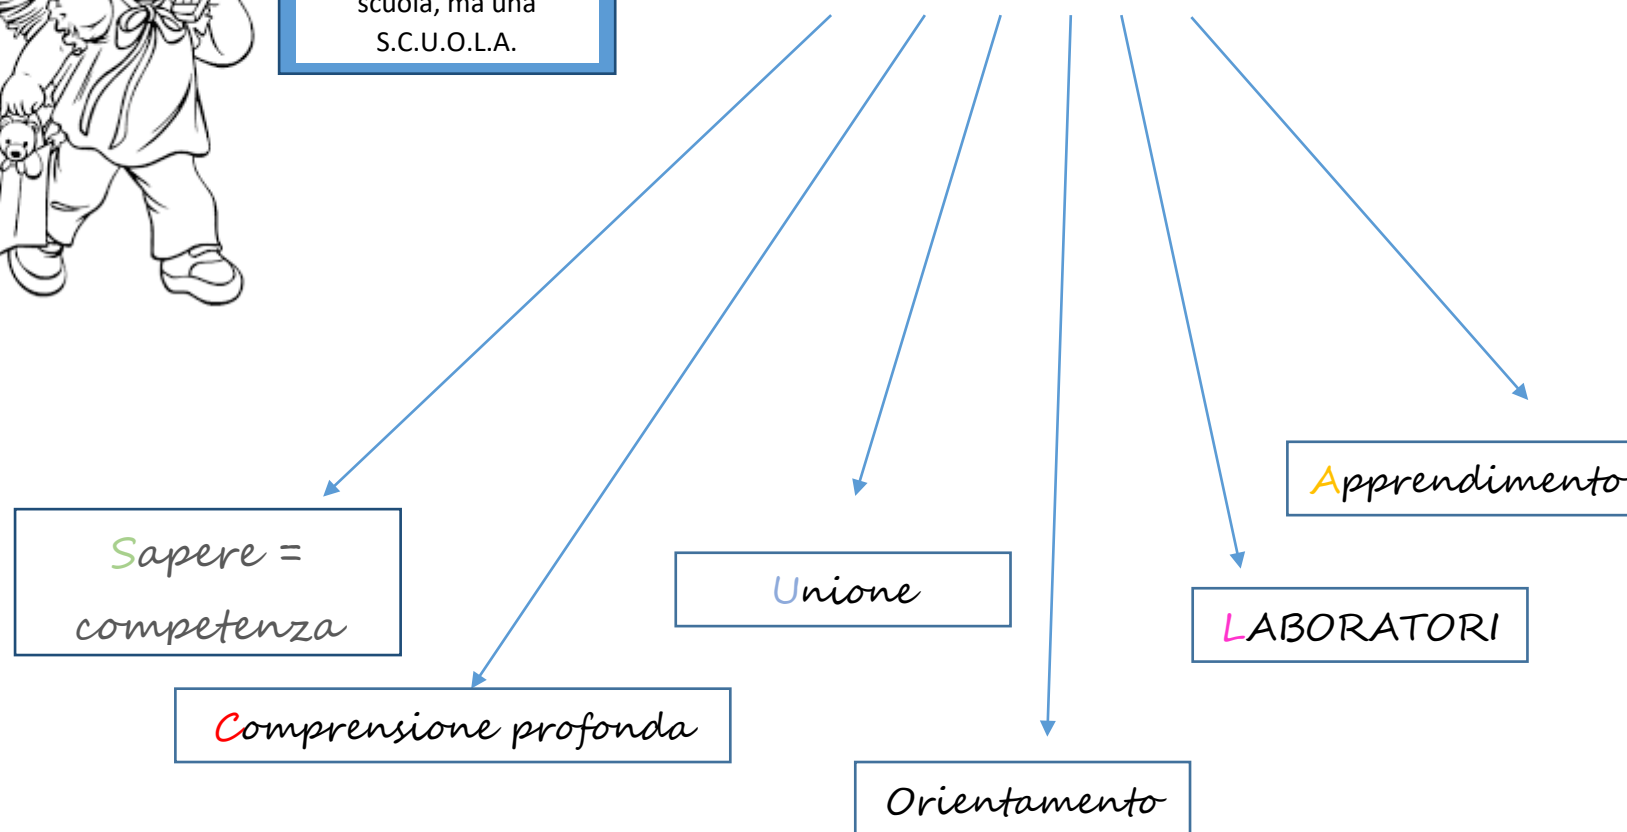 scuola, ma una
S.C.U.O.L.A.
Sapere =
competenza
Comprensione profonda
Unione
Orientamento
LABORATORI
Apprendimento